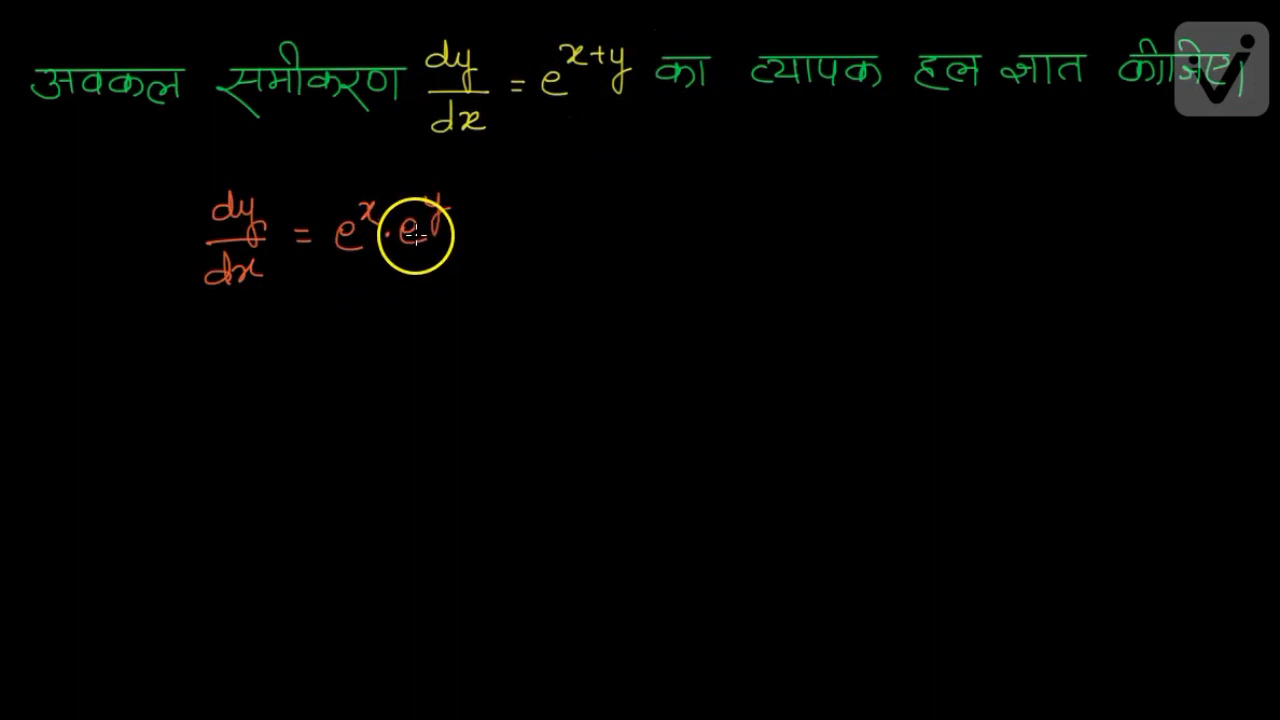 अवकल समीकरण dy/dx = e^{x+y} का व्यापक हल ज्ञात कीजिए।
dy/dx = e^x · e^y